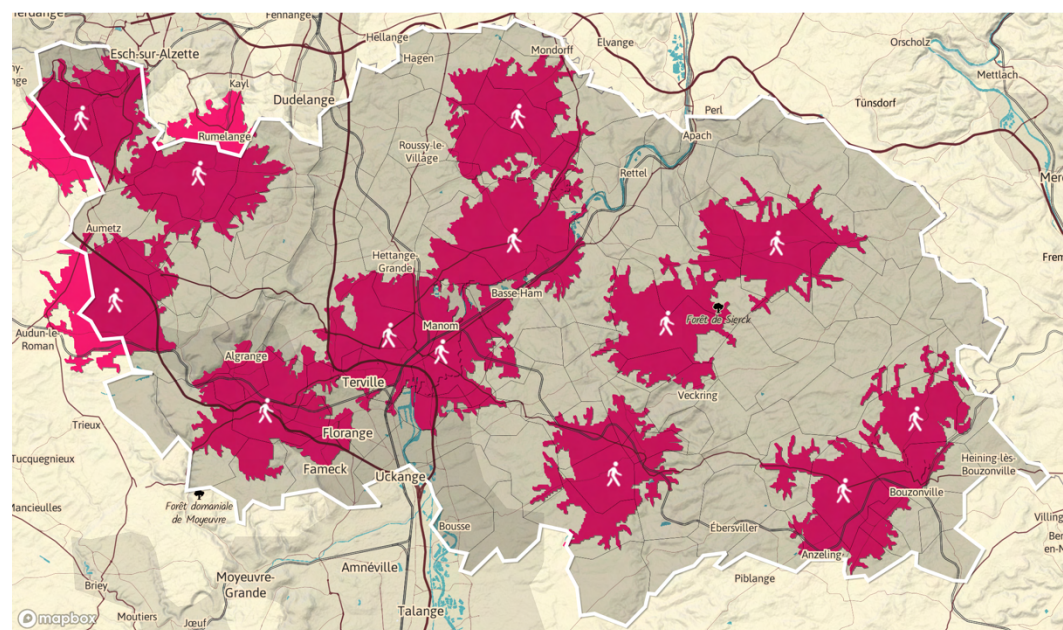 Fennange
Hellange
Elvange
Orscholz
Esch-sur-Alzette
Hagen
Mondorff
Mettlach
Kayl
Dudelange
Perl
Tünsdorf
Rumelange
Roussy-le-
Village
Apach
Rettel
Aumetz
Hettange-
Grande
Basse-Ham
Forêt de Sierck
Audun-le-
Roman
Manom
Algrange
Terville
Veckring
Trieux
Florange
Tucquegnieux
Fameck
Uckange
Heining-lès-
Bouzonville
Bouzonville
Forêt domaniale
de Moyeuvre
Mancieulles
Bousse
Ébersviller
Anzeling
Amnéville
Moyeuvre-
Grande
Piblange
Briey
Moutiers
Jœuf
Talange
mapbox